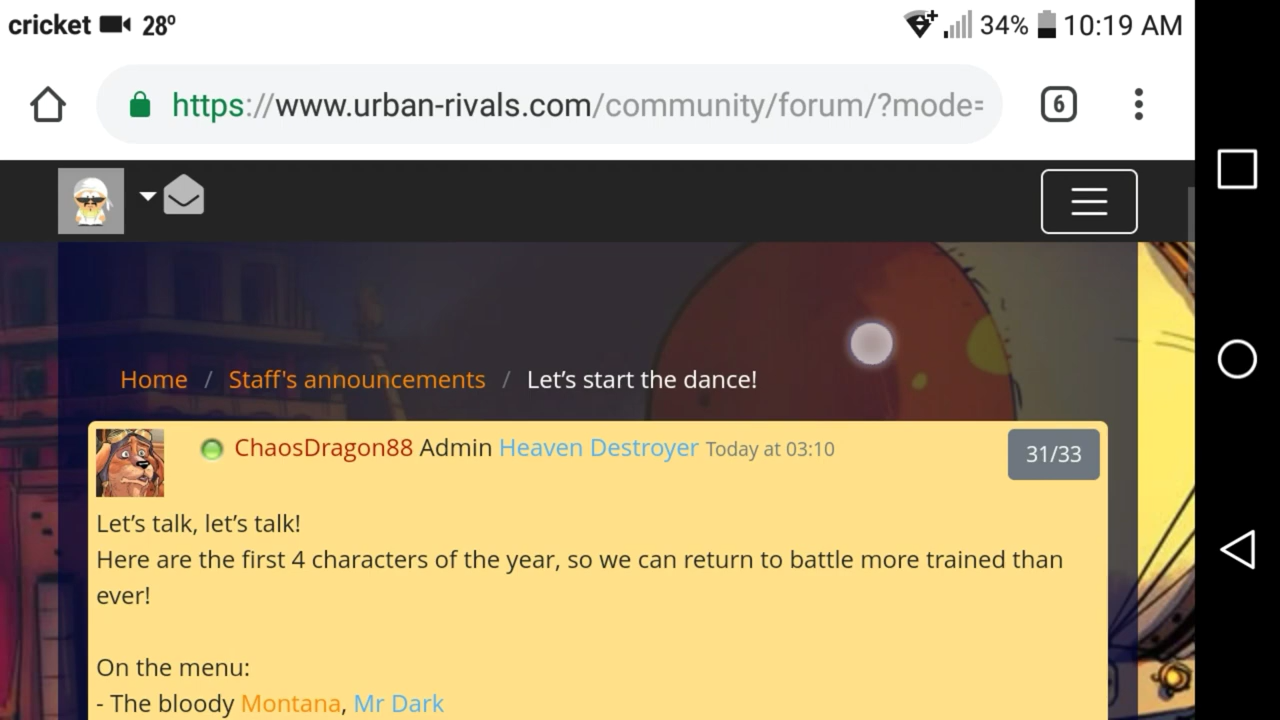 cricket 28º 34% 10:19 AM
https://www.urban-rivals.com/community/forum/?mode= 6
Home / Staff's announcements / Let’s start the dance!
ChaosDragon88 Admin Heaven Destroyer Today at 03:10 31/33
Let’s talk, let’s talk!
Here are the first 4 characters of the year, so we can return to battle more trained than
ever!
On the menu:
- The bloody Montana, Mr Dark